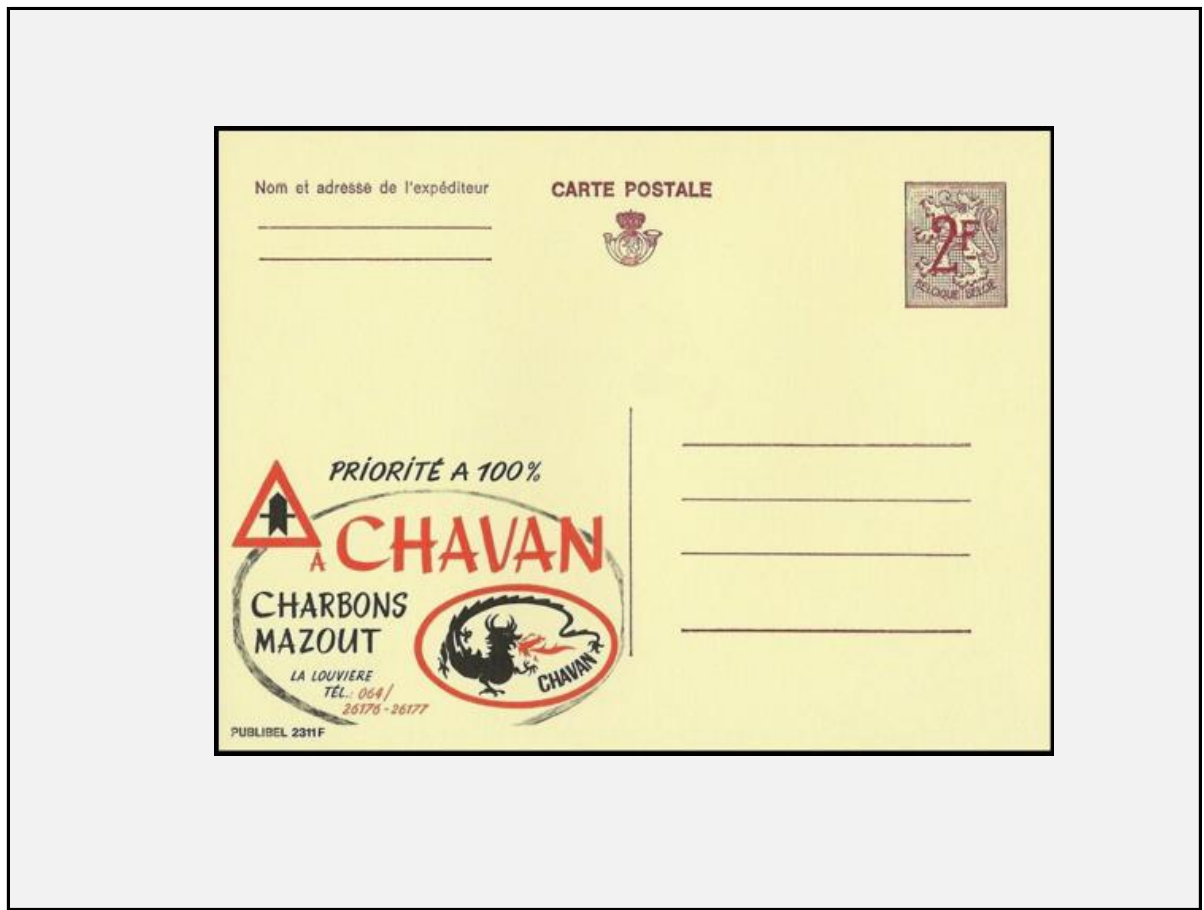 Nom et adresse de l'expéditeur
CARTE POSTALE
2F
BELGIQUE BELGIË
PRIORITÉ A 100%
À CHAVAN
CHARBONS
MAZOUT
LA LOUVIERE
TÉL.: 064/
26176-26177
CHAVAN
PUBLIBEL 2311F